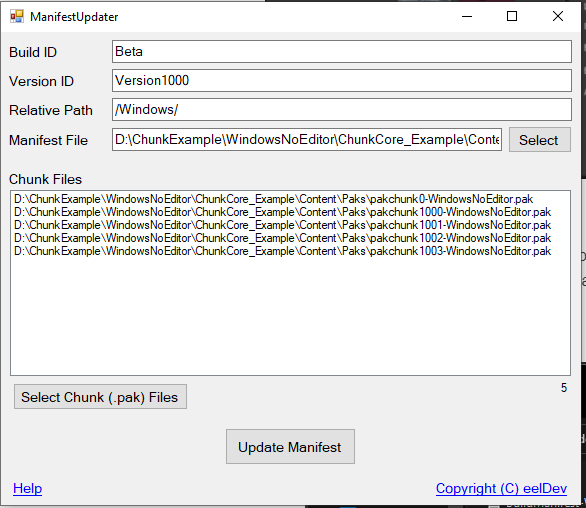 ManifestUpdater
Build ID
Beta
Version ID
Version1000
Relative Path
/Windows/
Manifest File
D:\ChunkExample\WindowsNoEditor\ChunkCore_Example\Conte
Select
Chunk Files
D:\ChunkExample\WindowsNoEditor\ChunkCore_Example\Content\Paks\pakchunk0-WindowsNoEditor.pak
D:\ChunkExample\WindowsNoEditor\ChunkCore_Example\Content\Paks\pakchunk1000-WindowsNoEditor.pak
D:\ChunkExample\WindowsNoEditor\ChunkCore_Example\Content\Paks\pakchunk1001-WindowsNoEditor.pak
D:\ChunkExample\WindowsNoEditor\ChunkCore_Example\Content\Paks\pakchunk1002-WindowsNoEditor.pak
D:\ChunkExample\WindowsNoEditor\ChunkCore_Example\Content\Paks\pakchunk1003-WindowsNoEditor.pak
5
Select Chunk (.pak) Files
Update Manifest
Help
Copyright (C) eelDev